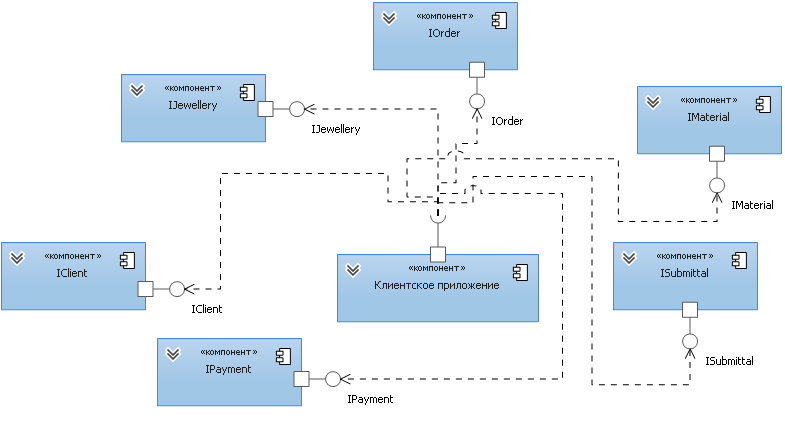 «компонент»
IOrder
IOrder
«компонент»
IJewellery
IJewellery
«компонент»
IMaterial
IMaterial
«компонент»
IClient
IClient
«компонент»
Клиентское приложение
«компонент»
ISubmittal
ISubmittal
«компонент»
IPayment
IPayment